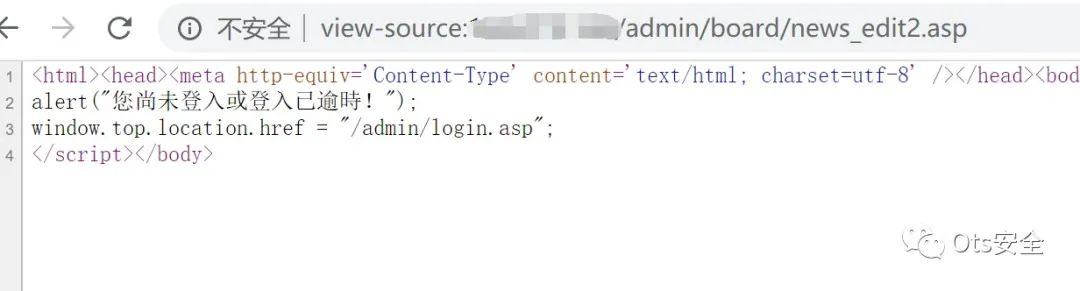 不安全 view-source:1 /admin/board/news_edit2.asp
1 <html><head><meta http-equiv='Content-Type' content='text/html; charset=utf-8' /></head><bod
2 alert("您尚未登入或登入已逾時！");
3 window.top.location.href = "/admin/login.asp";
4 </script></body>
Ots安全